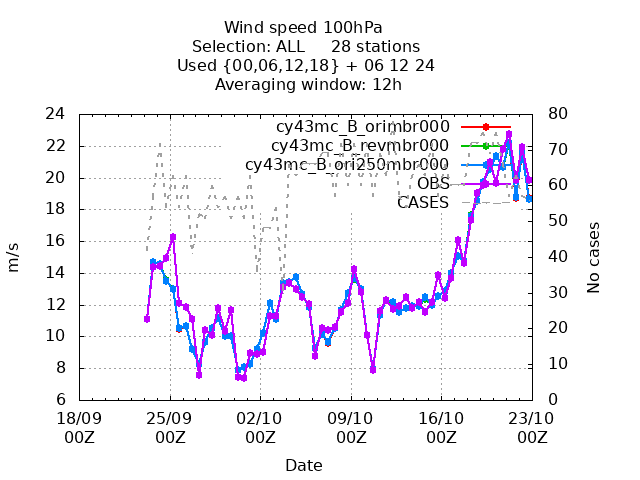 Wind speed 100hPa
Selection: ALL 28 stations
Used {00,06,12,18} + 06 12 24
Averaging window: 12h
24
22
20
18
16
14
12
10
8
6
m/s
80
70
60
50
40
30
20
10
0
No cases
cy43mc_B_orimbr000
cy43mc_B_revmbr000
cy43mc_B_ori250mbr000
OBS
CASES
18/09 25/09 02/10 09/10 16/10 23/10
00Z 00Z 00Z 00Z 00Z 00Z
Date